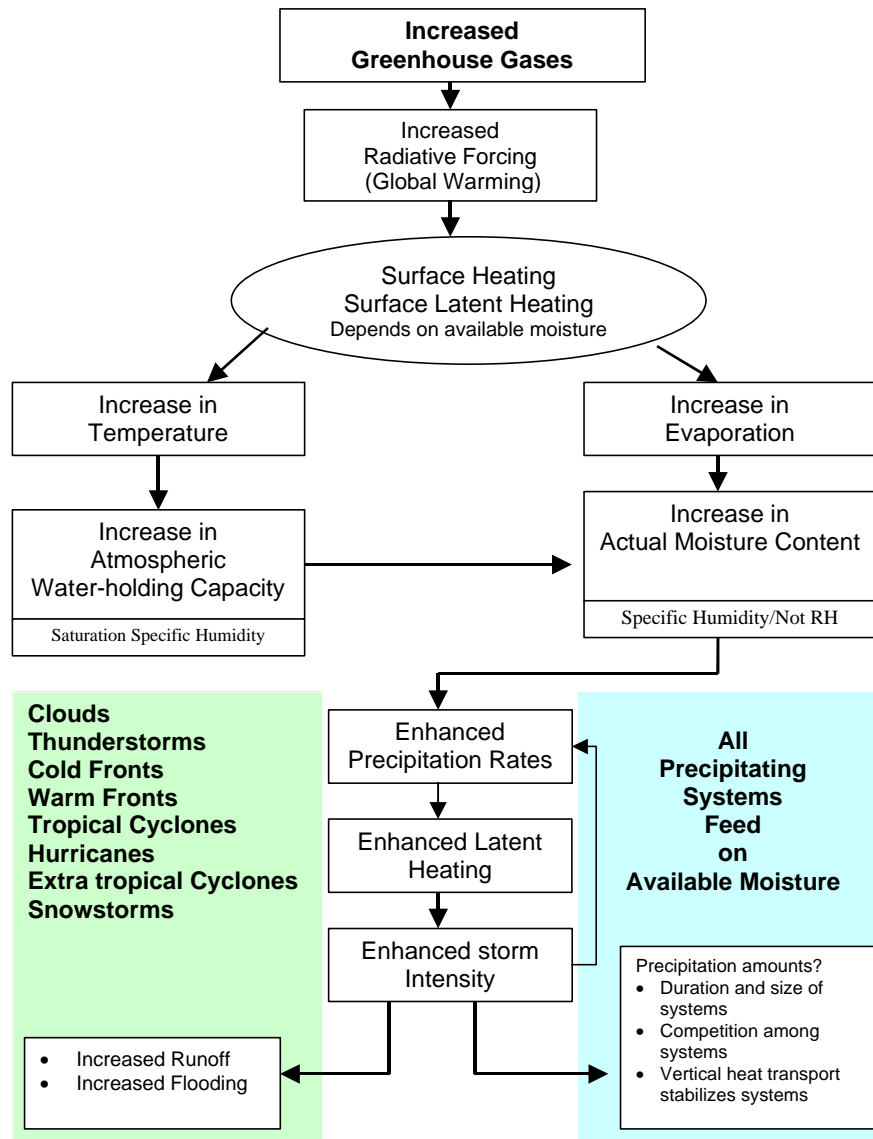 Increased
Greenhouse Gases
Increased
Radiative Forcing
(Global Warming)
Surface Heating
Surface Latent Heating
Depends on available moisture
Increase in
Temperature
Increase in
Evaporation
Increase in
Atmospheric
Water-holding Capacity
Saturation Specific Humidity
Increase in
Actual Moisture Content
Specific Humidity/Not RH
Clouds
Thunderstorms
Cold Fronts
Warm Fronts
Tropical Cyclones
Hurricanes
Extra tropical Cyclones
Snowstorms
Enhanced
Precipitation Rates
Enhanced Latent
Heating
Enhanced storm
Intensity
All
Precipitating
Systems
Feed
on
Available Moisture
• Increased Runoff
• Increased Flooding
Precipitation amounts?
• Duration and size of
systems
• Competition among
systems
• Vertical heat transport
stabilizes systems